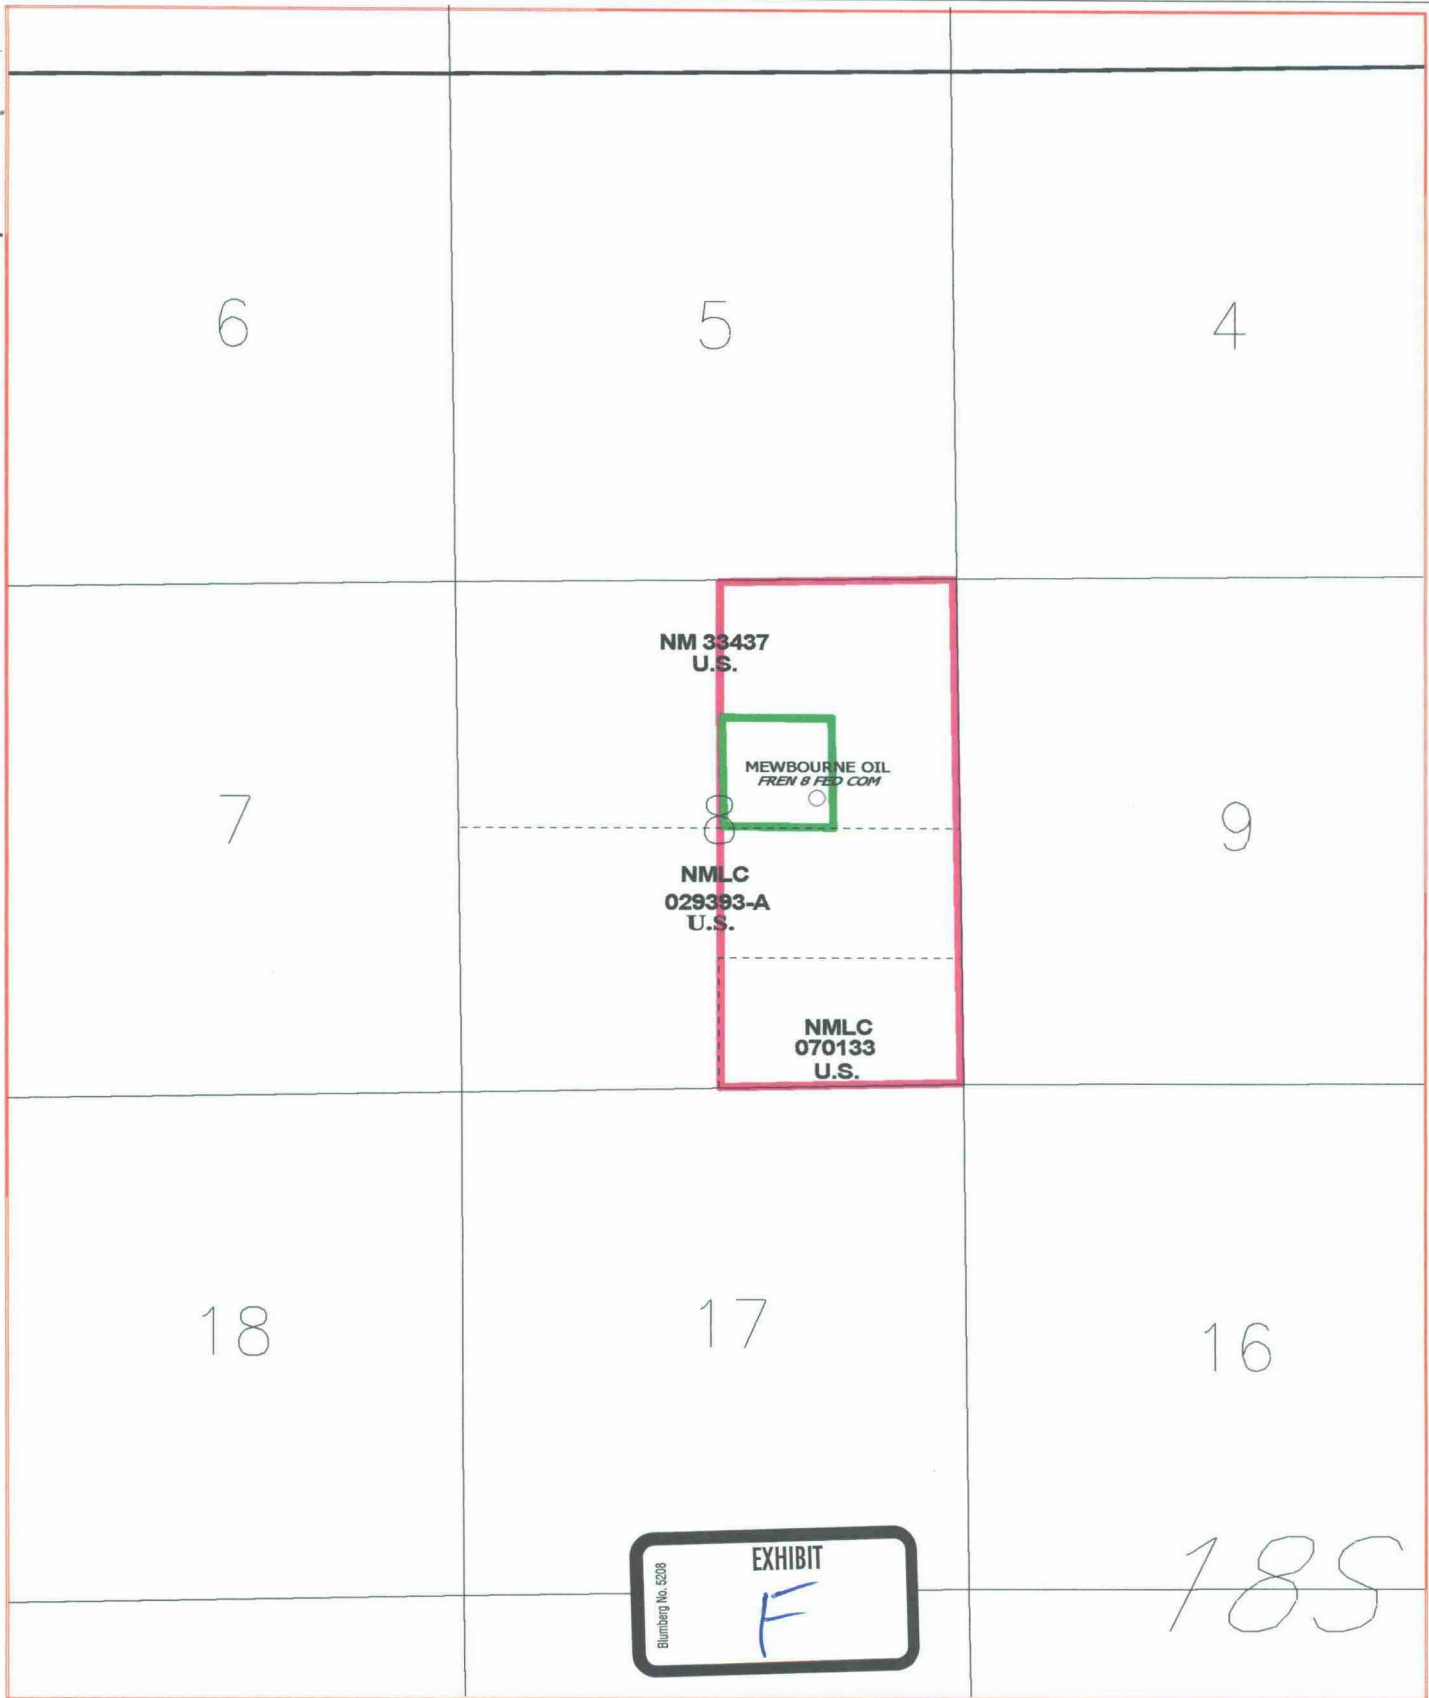 6
5
4
NM 33437
U.S.
MEWBOURNE OIL
FREN 8 FED COM
7
8
9
NMLC
029393-A
U.S.
NMLC
070133
U.S.
18
17
16
18S
EXHIBIT
Blumberg No. 5208
F